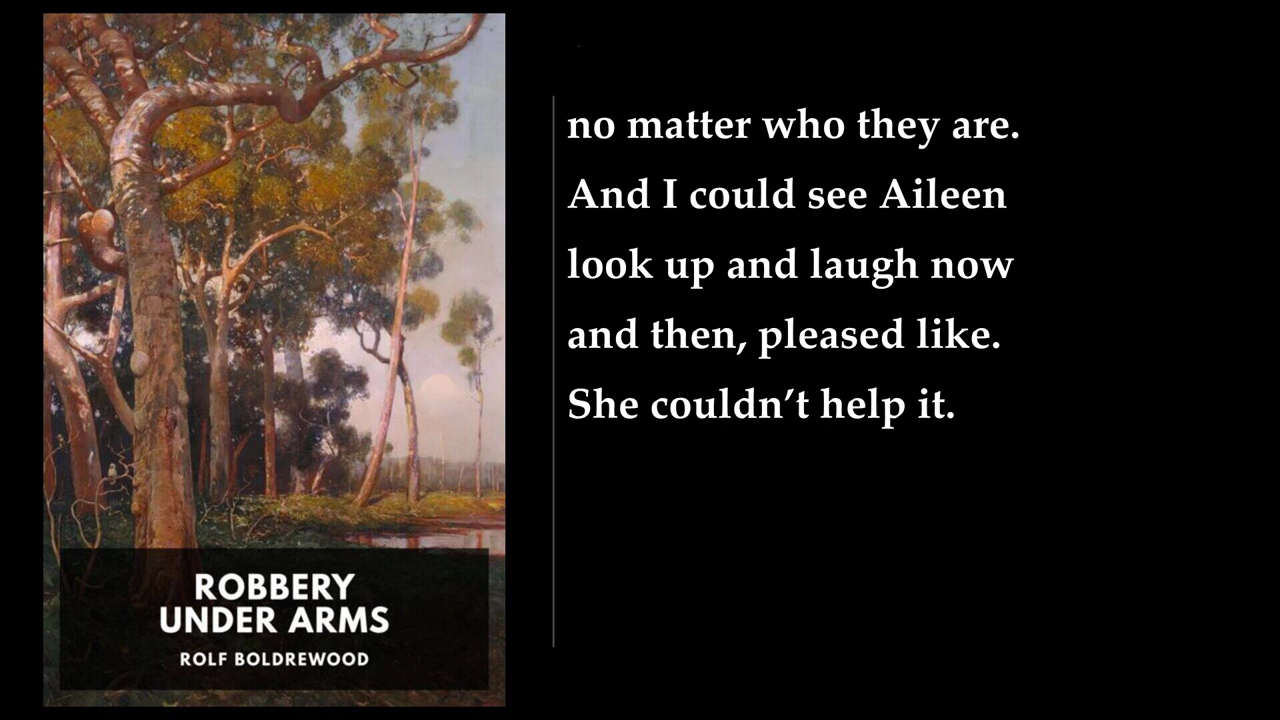 no matter who they are.
And I could see Aileen
look up and laugh now
and then, pleased like.
She couldn’t help it.
ROBBERY
UNDER ARMS
ROLF BOLDREWOOD